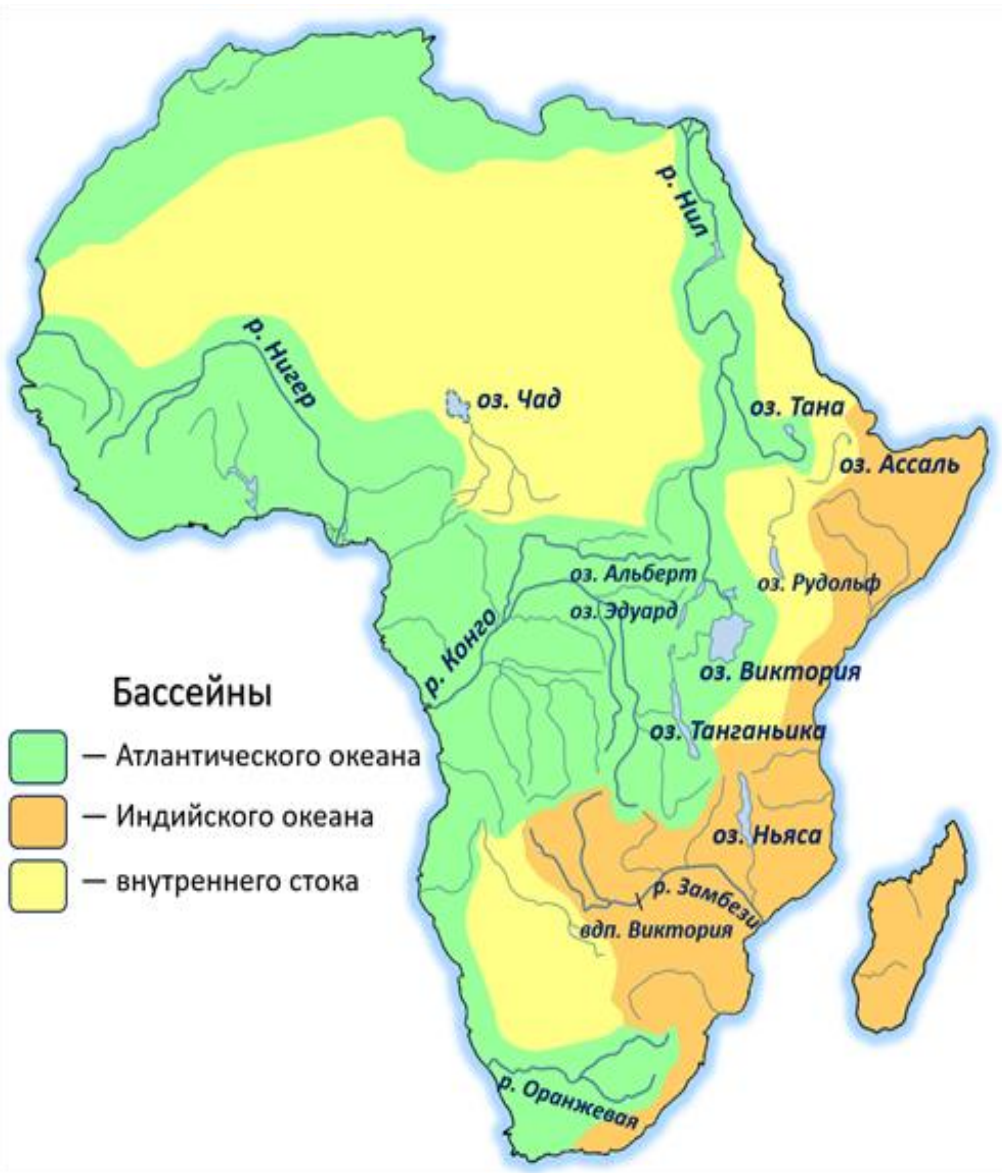 р. Нил
р. Нигер
оз. Чад
оз. Тана
оз. Ассаль
оз. Альберт
оз. Рудольф
оз. Эдуард
р. Конго
оз. Виктория
оз. Танганьика
Бассейны
— Атлантического океана
— Индийского океана
— внутреннего стока
оз. Ньяса
р. Замбези
вдп. Виктория
р. Оранжевая